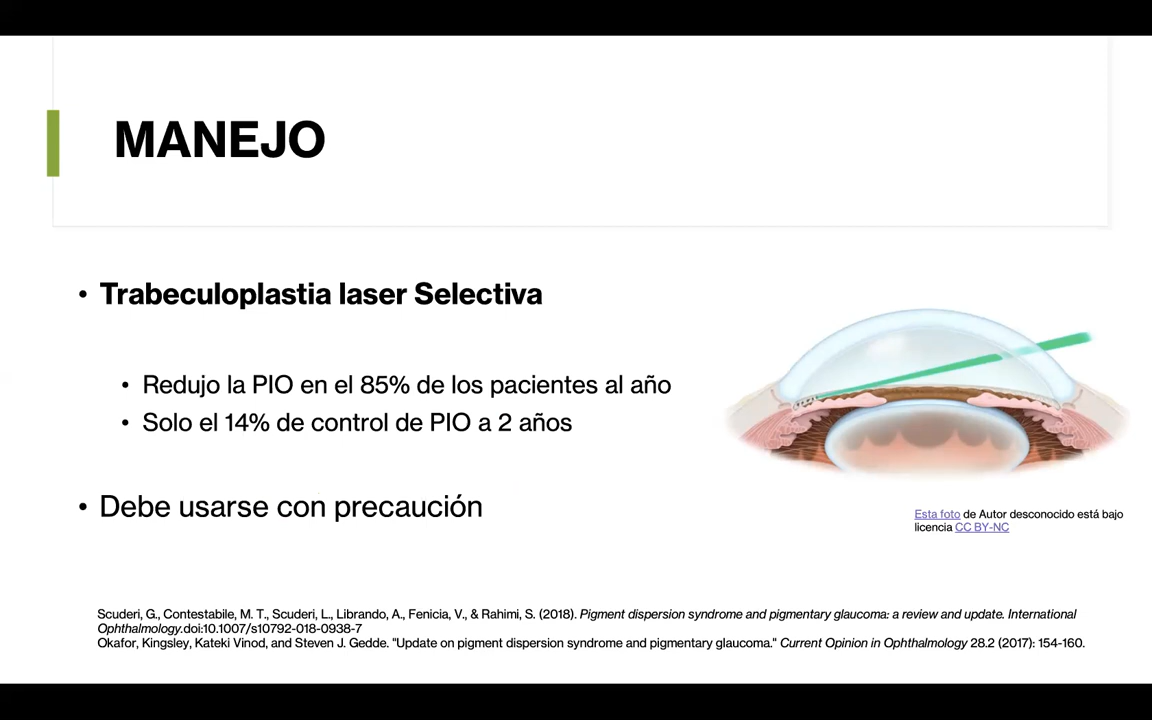 MANEJO
• Trabeculoplastia laser Selectiva
• Redujo la PIO en el 85% de los pacientes al año
• Solo el 14% de control de PIO a 2 años
• Debe usarse con precaución
Esta foto de Autor desconocido está bajo
licencia CC BY-NC
Scuderi, G., Contestabile, M. T., Scuderi, L., Librando, A., Fenicia, V., & Rahimi, S. (2018). Pigment dispersion syndrome and pigmentary glaucoma: a review and update. International
Ophthalmology.doi:10.1007/s10792-018-0938-7
Okafor, Kingsley, Kateki Vinod, and Steven J. Gedde. "Update on pigment dispersion syndrome and pigmentary glaucoma." Current Opinion in Ophthalmology 28.2 (2017): 154-160.